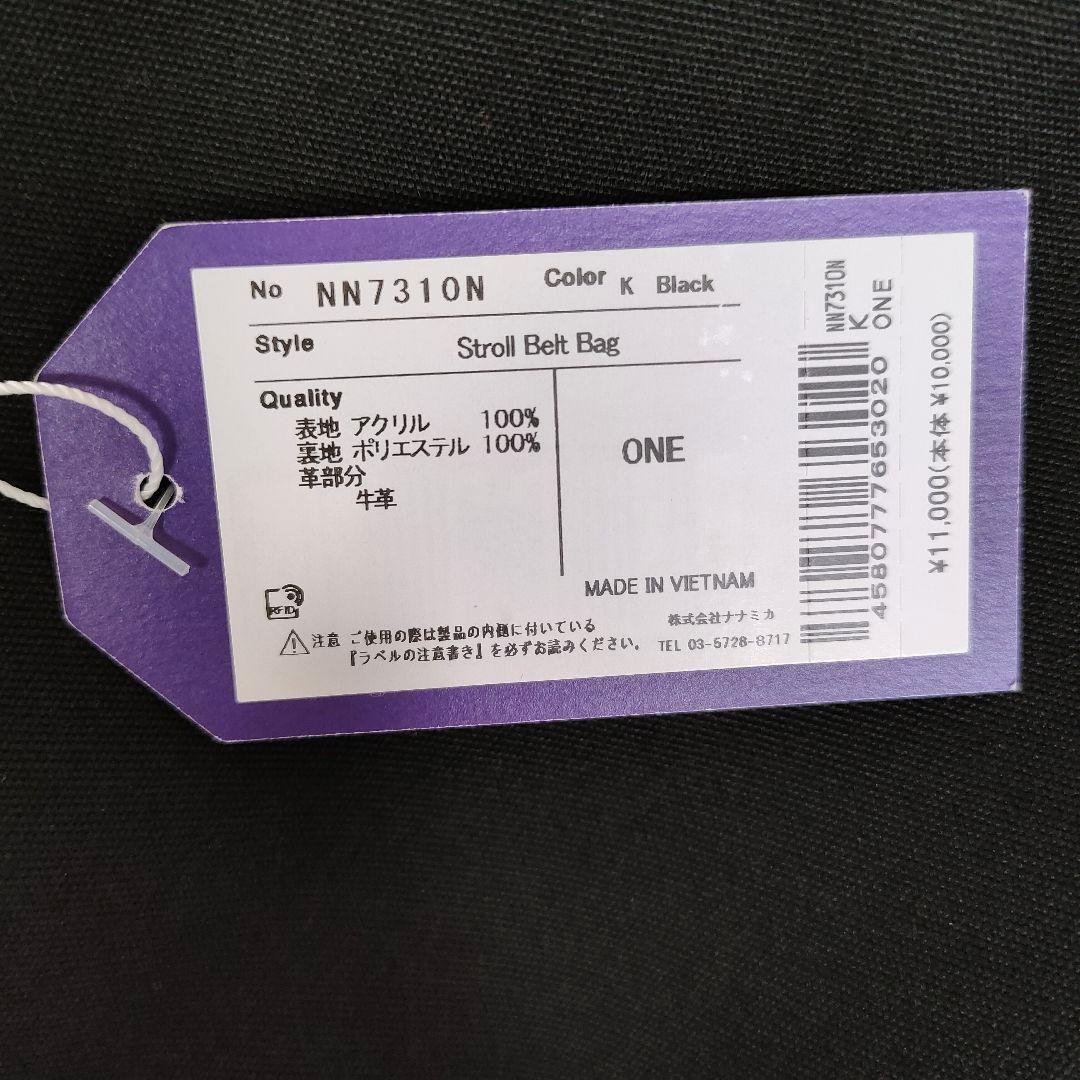 No NN7310N Color K Black
Style Stroll Belt Bag
Quality
表地 アクリル 100%
裏地 ポリエステル 100%
革部分
牛革
ONE
MADE IN VIETNAM
RFID
注意 ご使用の際は製品の内側に付いている
『ラベルの注意書き』を必ずお読みください。
株式会社ナナミカ
TEL 03-5728-8717
NN7310N
K
ONE
4580777653020
¥11,000(本体 ¥10,000)